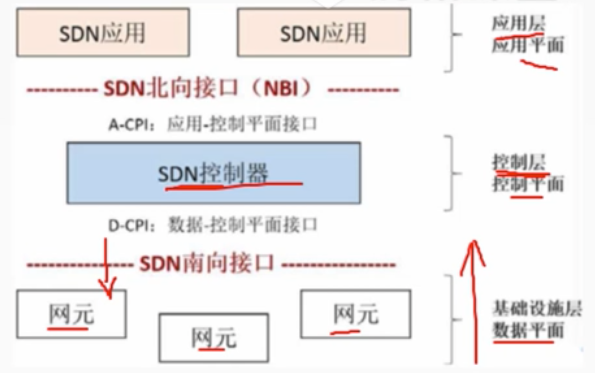 SDN应用
SDN应用
应用层
应用平面
SDN北向接口（NBI）
A-CPI：应用-控制平面接口
SDN控制器
控制层
控制平面
D-CPI：数据-控制平面接口
SDN南向接口
网元
网元
网元
基础设施层
数据平面